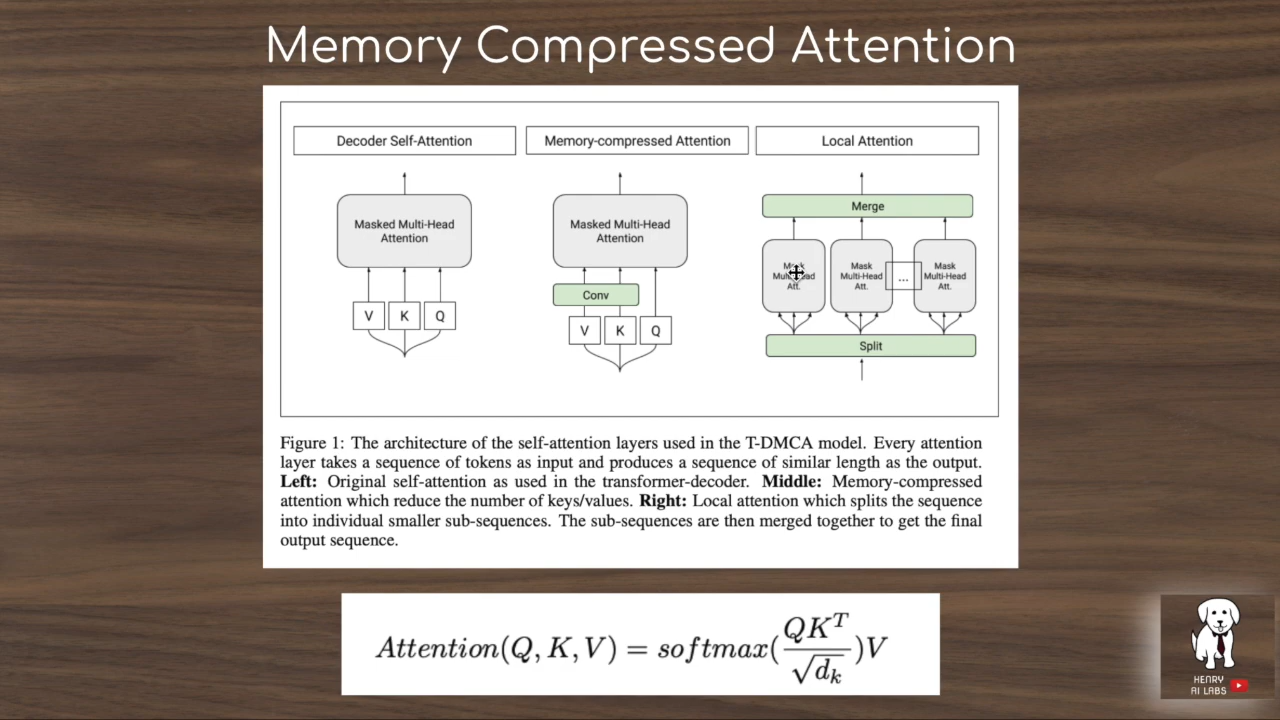 Memory Compressed Attention
Decoder Self-Attention
Memory-compressed Attention
Local Attention
Masked Multi-Head
Attention
V
K
Q
Masked Multi-Head
Attention
Conv
V
K
Q
Merge
Mask
Multi-Head
Att.
Mask
Multi-Head
Att.
...
Mask
Multi-Head
Att.
Split
Figure 1: The architecture of the self-attention layers used in the T-DMCA model. Every attention
layer takes a sequence of tokens as input and produces a sequence of similar length as the output.
Left: Original self-attention as used in the transformer-decoder. Middle: Memory-compressed
attention which reduce the number of keys/values. Right: Local attention which splits the sequence
into individual smaller sub-sequences. The sub-sequences are then merged together to get the final
output sequence.
Attention(Q, K, V) = softmax(QK^T/√d_k)V
HENRY
AI LABS